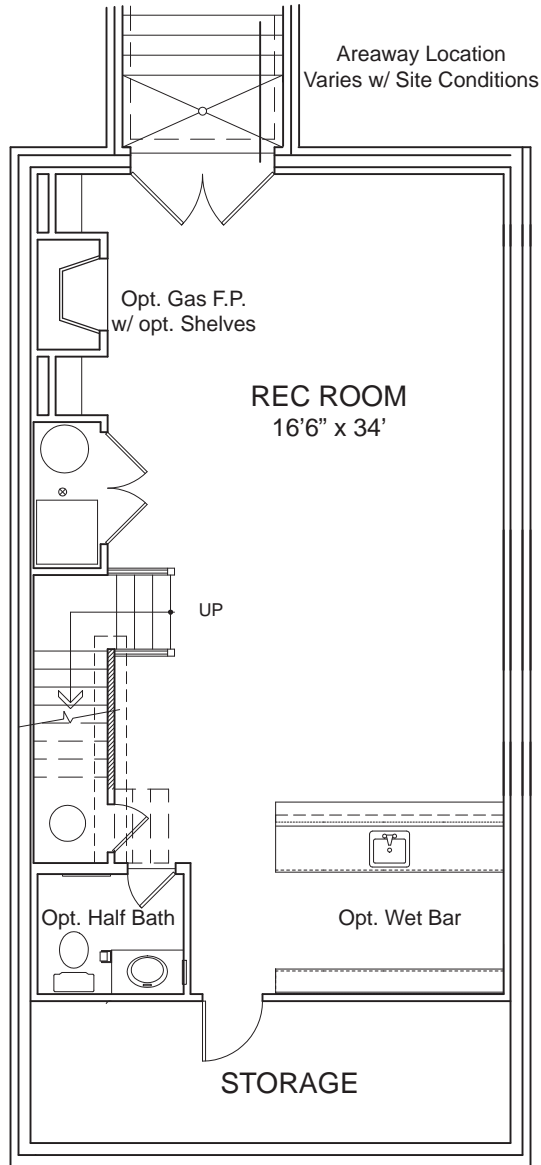 Areaway Location
Varies w/ Site Conditions
Opt. Gas F.P.
w/ opt. Shelves
REC ROOM
16’6” x 34’
UP
Opt. Half Bath
Opt. Wet Bar
STORAGE